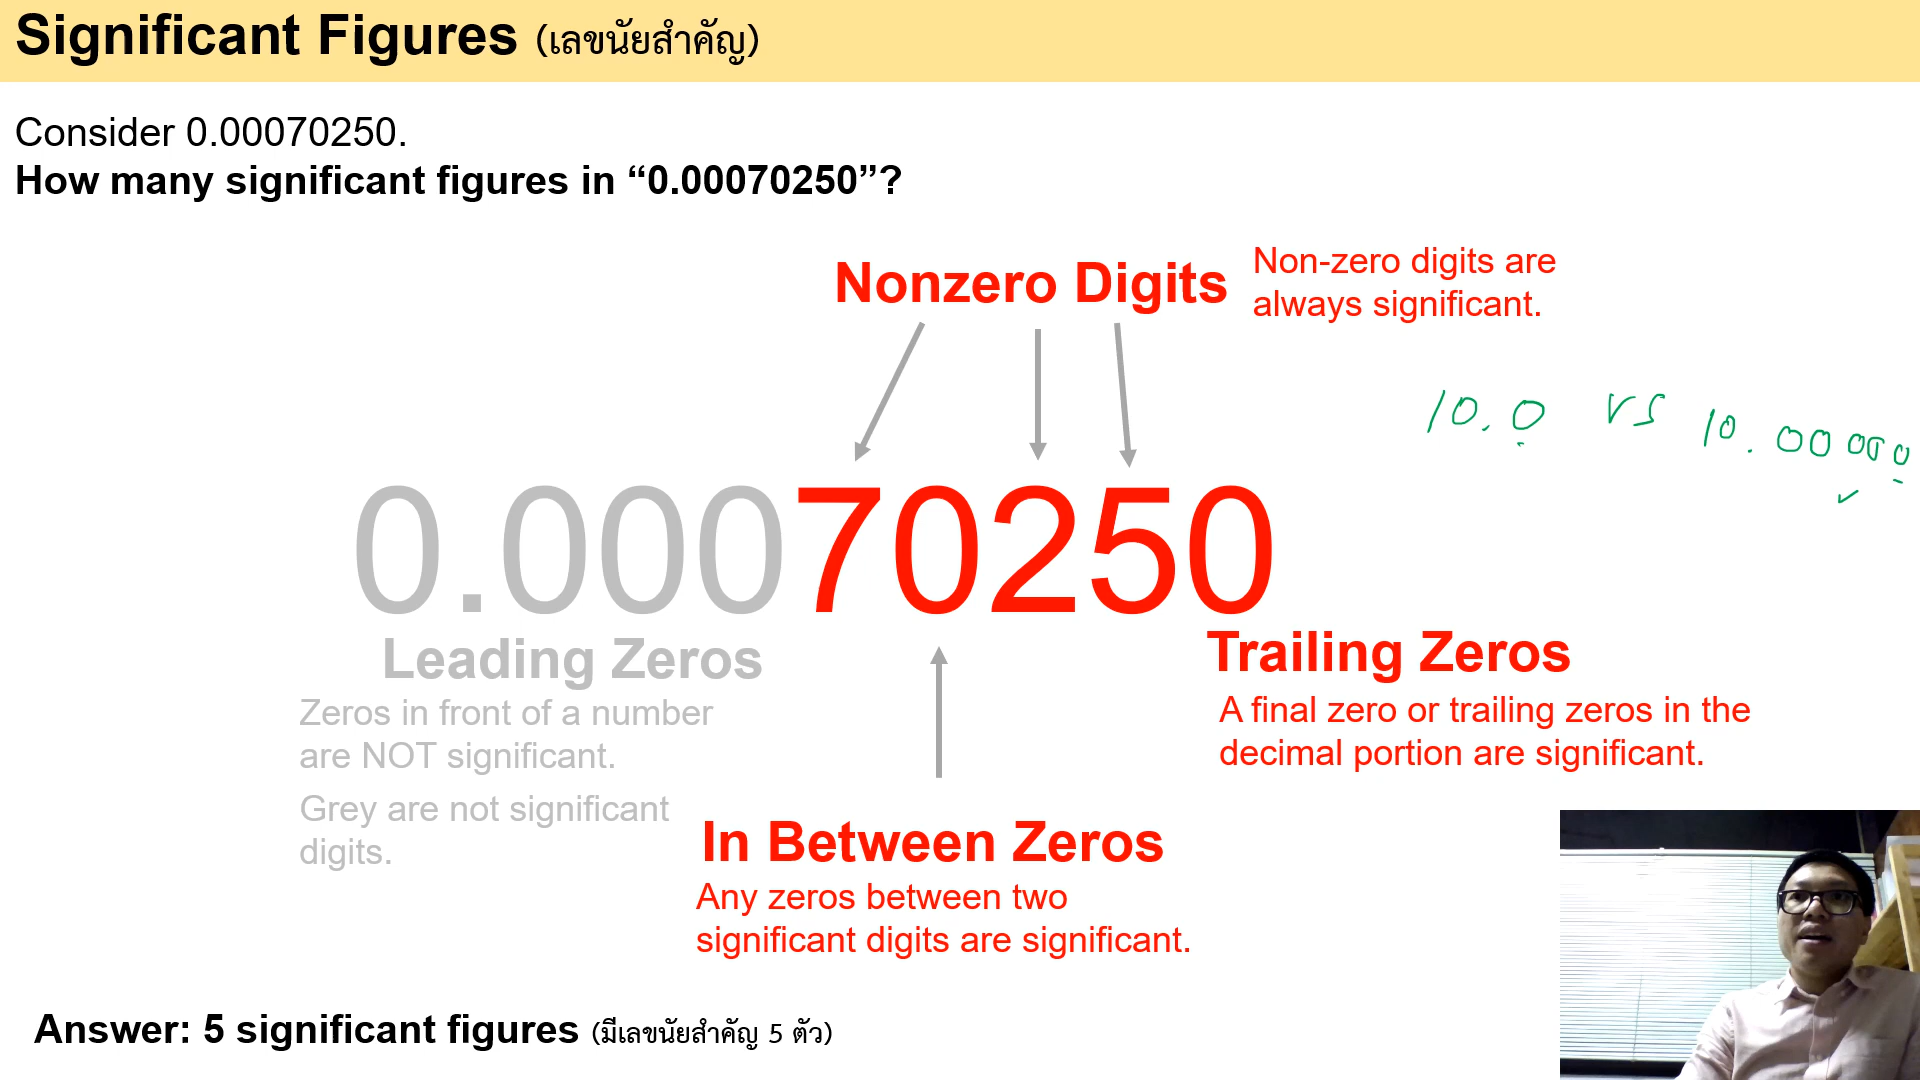 Significant Figures (เลขนัยสำคัญ)
Consider 0.00070250.
How many significant figures in “0.00070250”?
Nonzero Digits
Non-zero digits are
always significant.
10.0 vs 10.00000
0.00070250
Leading Zeros
Zeros in front of a number
are NOT significant.
Grey are not significant
digits.
Trailing Zeros
A final zero or trailing zeros in the
decimal portion are significant.
In Between Zeros
Any zeros between two
significant digits are significant.
Answer: 5 significant figures (มีเลขนัยสำคัญ 5 ตัว)